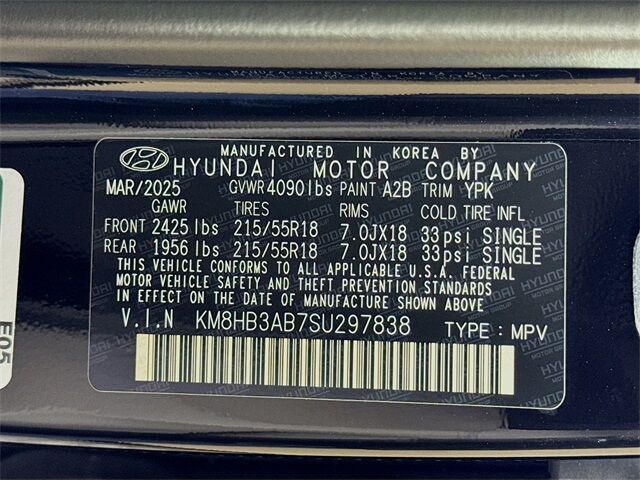 MANUFACTURED IN KOREA BY
HYUNDAI MOTOR COMPANY
MAR/2025 GVWR 4090lbs PAINT A2B TRIM YPK
GAWR TIRES RIMS COLD TIRE INFL
FRONT 2425 lbs 215/55R18 7.0JX18 33psi SINGLE
REAR 1956 lbs 215/55R18 7.0JX18 33psi SINGLE
THIS VEHICLE CONFORMS TO ALL APPLICABLE U.S.A. FEDERAL
MOTOR VEHICLE SAFETY AND THEFT PREVENTION STANDARDS
IN EFFECT ON THE DATE OF MANUFACTURE SHOWN ABOVE.
V.I.N KM8HB3AB7SU297838 TYPE : MPV
E05